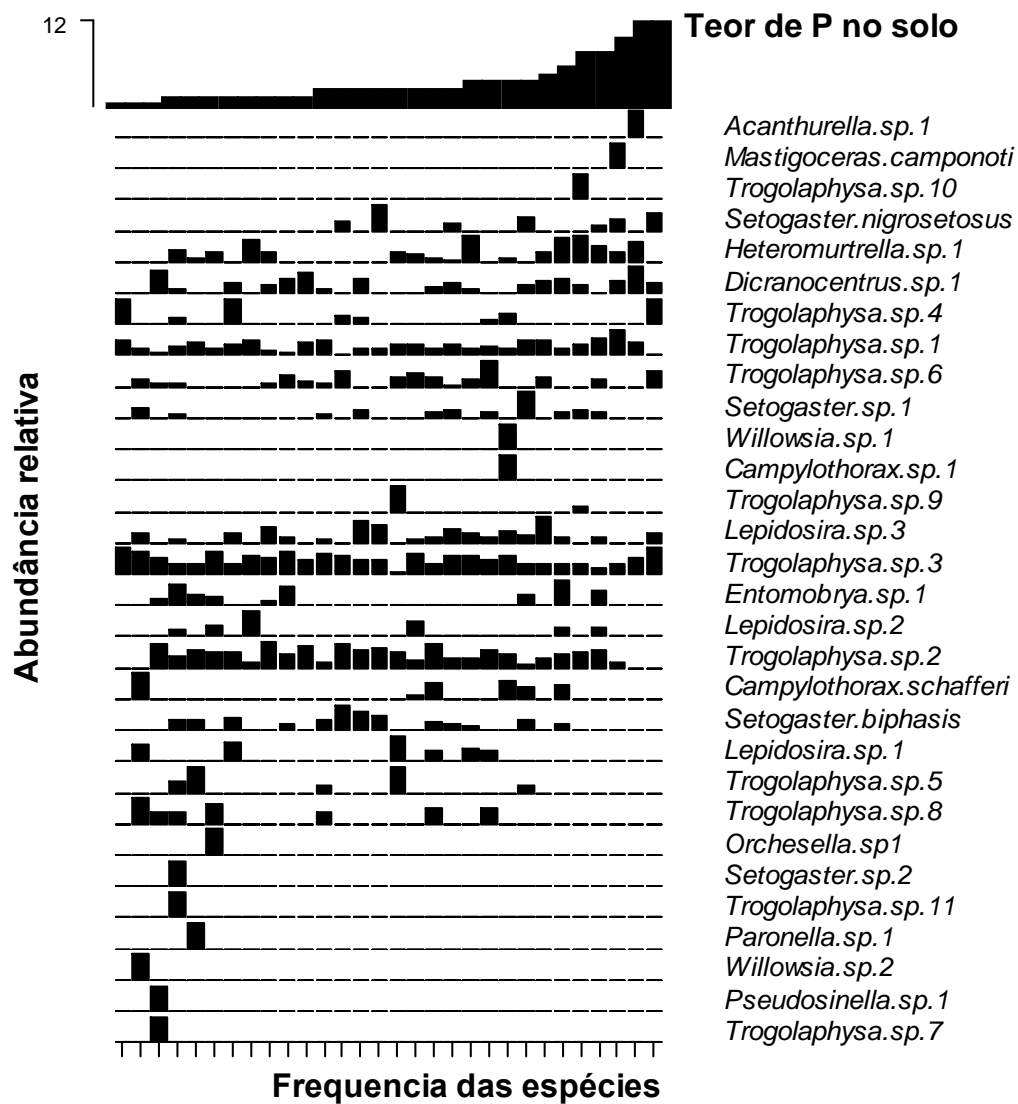 12
Teor de P no solo
Acanthurella.sp.1
Mastigoceras.camponoti
Trogolaphysa.sp.10
Setogaster.nigrosetosus
Heteromurtrella.sp.1
Dicranocentrus.sp.1
Trogolaphysa.sp.4
Trogolaphysa.sp.1
Trogolaphysa.sp.6
Setogaster.sp.1
Willowsia.sp.1
Campylothorax.sp.1
Trogolaphysa.sp.9
Lepidosira.sp.3
Trogolaphysa.sp.3
Entomobrya.sp.1
Lepidosira.sp.2
Trogolaphysa.sp.2
Campylothorax.schafferi
Setogaster.biphasis
Lepidosira.sp.1
Trogolaphysa.sp.5
Trogolaphysa.sp.8
Orchesella.sp1
Setogaster.sp.2
Trogolaphysa.sp.11
Paronella.sp.1
Willowsia.sp.2
Pseudosinella.sp.1
Trogolaphysa.sp.7
Abundância relativa
Frequencia das espécies